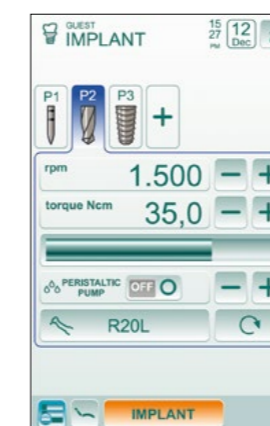 GUEST
IMPLANT
15
27
PM
12
Dec
P1
P2
P3
+
rpm
1.500
− +
torque Ncm
35,0
− +
PERISTALTIC
PUMP
OFF
− +
R20L
IMPLANT